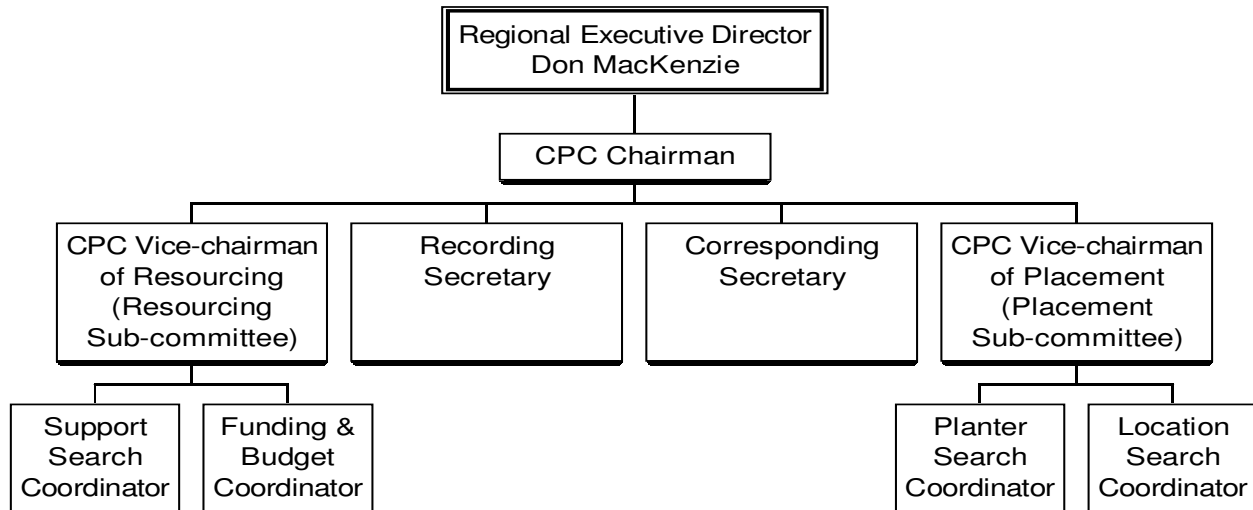 Regional Executive Director
Don MacKenzie
CPC Chairman
CPC Vice-chairman
of Resourcing
(Resourcing
Sub-committee)
Recording
Secretary
Corresponding
Secretary
CPC Vice-chairman
of Placement
(Placement
Sub-committee)
Support
Search
Coordinator
Funding &
Budget
Coordinator
Planter
Search
Coordinator
Location
Search
Coordinator